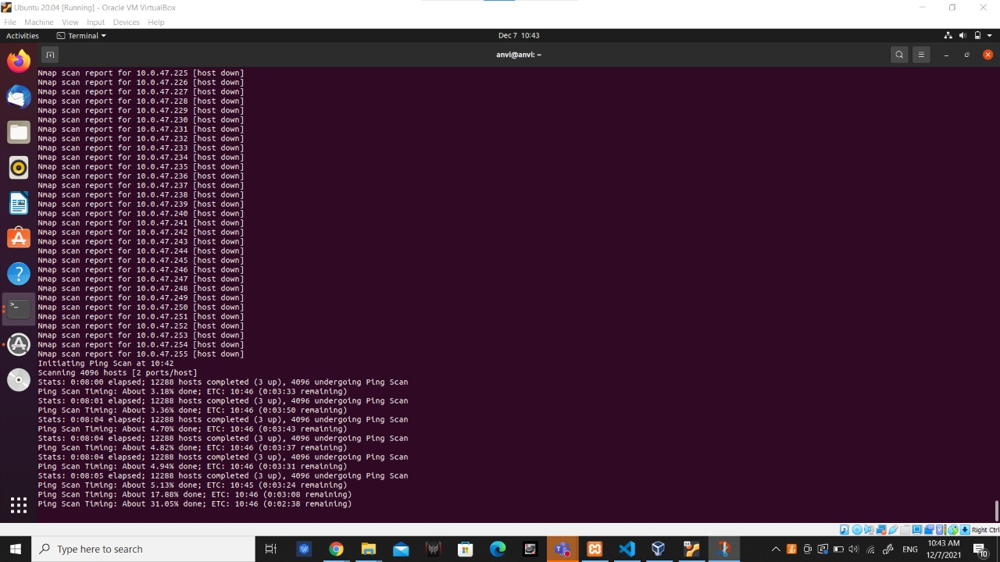 Ubuntu 20.04 [Running] - Oracle VM VirtualBox
File Machine View Input Devices Help
Activities Terminal Dec 7 10:43
anvi@anvi: ~
Nmap scan report for 10.0.47.225 [host down]
Nmap scan report for 10.0.47.226 [host down]
Nmap scan report for 10.0.47.227 [host down]
Nmap scan report for 10.0.47.228 [host down]
Nmap scan report for 10.0.47.229 [host down]
Nmap scan report for 10.0.47.230 [host down]
Nmap scan report for 10.0.47.231 [host down]
Nmap scan report for 10.0.47.232 [host down]
Nmap scan report for 10.0.47.233 [host down]
Nmap scan report for 10.0.47.234 [host down]
Nmap scan report for 10.0.47.235 [host down]
Nmap scan report for 10.0.47.236 [host down]
Nmap scan report for 10.0.47.237 [host down]
Nmap scan report for 10.0.47.238 [host down]
Nmap scan report for 10.0.47.239 [host down]
Nmap scan report for 10.0.47.240 [host down]
Nmap scan report for 10.0.47.241 [host down]
Nmap scan report for 10.0.47.242 [host down]
Nmap scan report for 10.0.47.243 [host down]
Nmap scan report for 10.0.47.244 [host down]
Nmap scan report for 10.0.47.245 [host down]
Nmap scan report for 10.0.47.246 [host down]
Nmap scan report for 10.0.47.247 [host down]
Nmap scan report for 10.0.47.248 [host down]
Nmap scan report for 10.0.47.249 [host down]
Nmap scan report for 10.0.47.250 [host down]
Nmap scan report for 10.0.47.251 [host down]
Nmap scan report for 10.0.47.252 [host down]
Nmap scan report for 10.0.47.253 [host down]
Nmap scan report for 10.0.47.254 [host down]
Nmap scan report for 10.0.47.255 [host down]
Initiating Ping Scan at 10:42
Scanning 4096 hosts [2 ports/host]
Stats: 0:08:00 elapsed; 12288 hosts completed (3 up), 4096 undergoing Ping Scan
Ping Scan Timing: About 3.18% done; ETC: 10:46 (0:03:33 remaining)
Stats: 0:08:01 elapsed; 12288 hosts completed (3 up), 4096 undergoing Ping Scan
Ping Scan Timing: About 3.36% done; ETC: 10:46 (0:03:50 remaining)
Stats: 0:08:04 elapsed; 12288 hosts completed (3 up), 4096 undergoing Ping Scan
Ping Scan Timing: About 4.70% done; ETC: 10:46 (0:03:43 remaining)
Stats: 0:08:04 elapsed; 12288 hosts completed (3 up), 4096 undergoing Ping Scan
Ping Scan Timing: About 4.82% done; ETC: 10:46 (0:03:37 remaining)
Stats: 0:08:04 elapsed; 12288 hosts completed (3 up), 4096 undergoing Ping Scan
Ping Scan Timing: About 4.94% done; ETC: 10:46 (0:03:31 remaining)
Stats: 0:08:05 elapsed; 12288 hosts completed (3 up), 4096 undergoing Ping Scan
Ping Scan Timing: About 5.13% done; ETC: 10:45 (0:03:24 remaining)
Ping Scan Timing: About 17.88% done; ETC: 10:46 (0:03:08 remaining)
Ping Scan Timing: About 31.05% done; ETC: 10:46 (0:02:38 remaining)
Right Ctrl
Type here to search
ENG
10:43 AM
12/7/2021
10